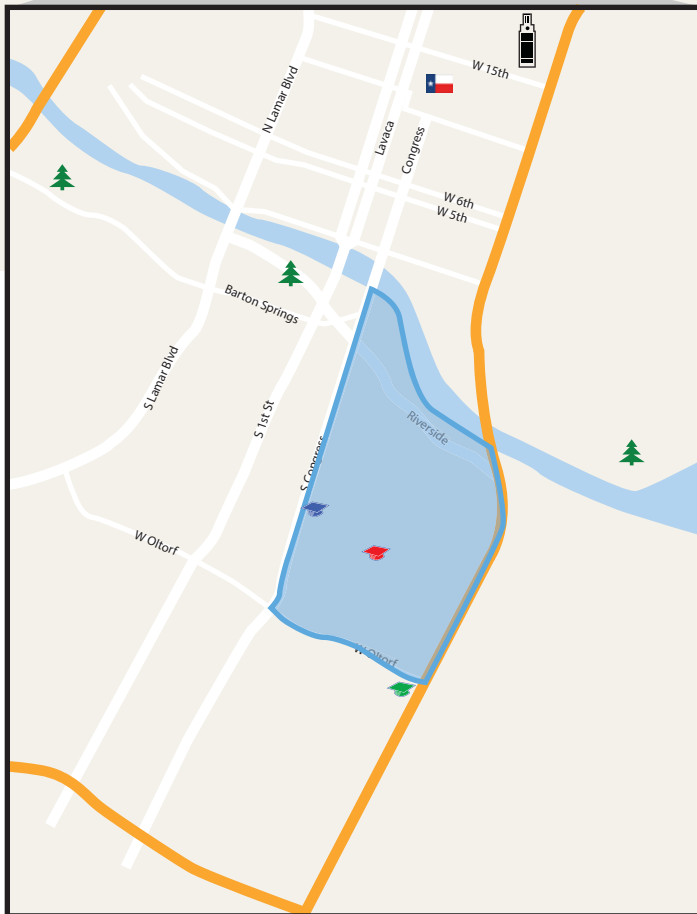 W 15th
N Lamar Blvd
Lavaca
Congress
W 6th
W 5th
Barton Springs
S Lamar Blvd
S 1st St
Riverside
S Congress
W Oltorf
W Oltorf